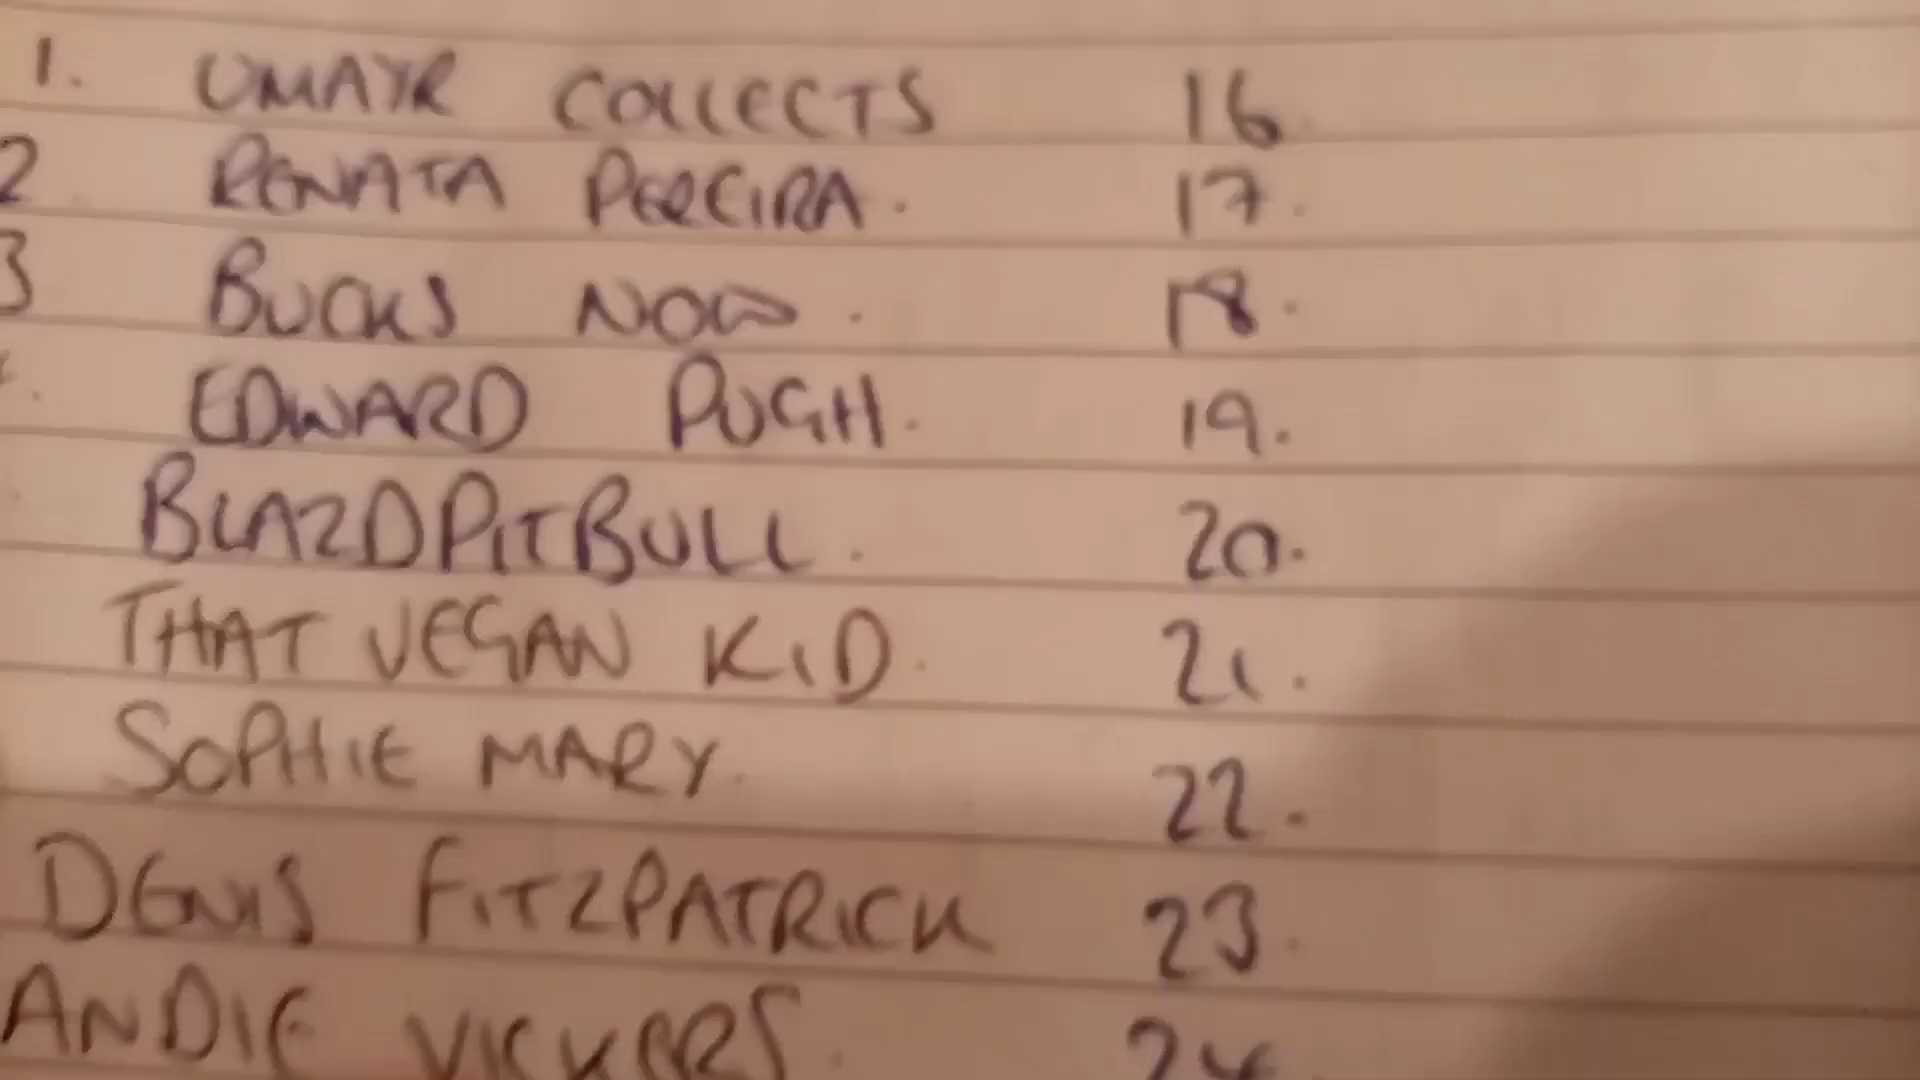 1. UMAYR COLLECTS 16
2 RENATA PEREIRA. 17.
3 BUCKS NOW. 18.
. EDWARD PUGH. 19.
BLAZDPITBULL. 20.
THAT VEGAN KID. 21.
SOPHIE MARY. 22.
DENIS FITZPATRICK 23.
ANDIE VICKERS. 24